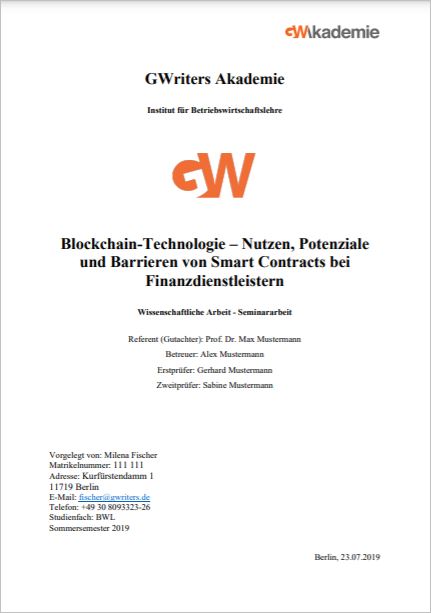 GWAkademie
GWriters Akademie
Institut für Betriebswirtschaftslehre
GW
Blockchain-Technologie – Nutzen, Potenziale
und Barrieren von Smart Contracts bei
Finanzdienstleistern
Wissenschaftliche Arbeit - Seminararbeit
Referent (Gutachter): Prof. Dr. Max Mustermann
Betreuer: Alex Mustermann
Erstprüfer: Gerhard Mustermann
Zweitprüfer: Sabine Mustermann
Vorgelegt von: Milena Fischer
Matrikelnummer: 111 111
Adresse: Kurfürstendamm 1
11719 Berlin
E-Mail: fischer@gwriters.de
Telefon: +49 30 8093323-26
Studienfach: BWL
Sommersemester 2019
Berlin, 23.07.2019